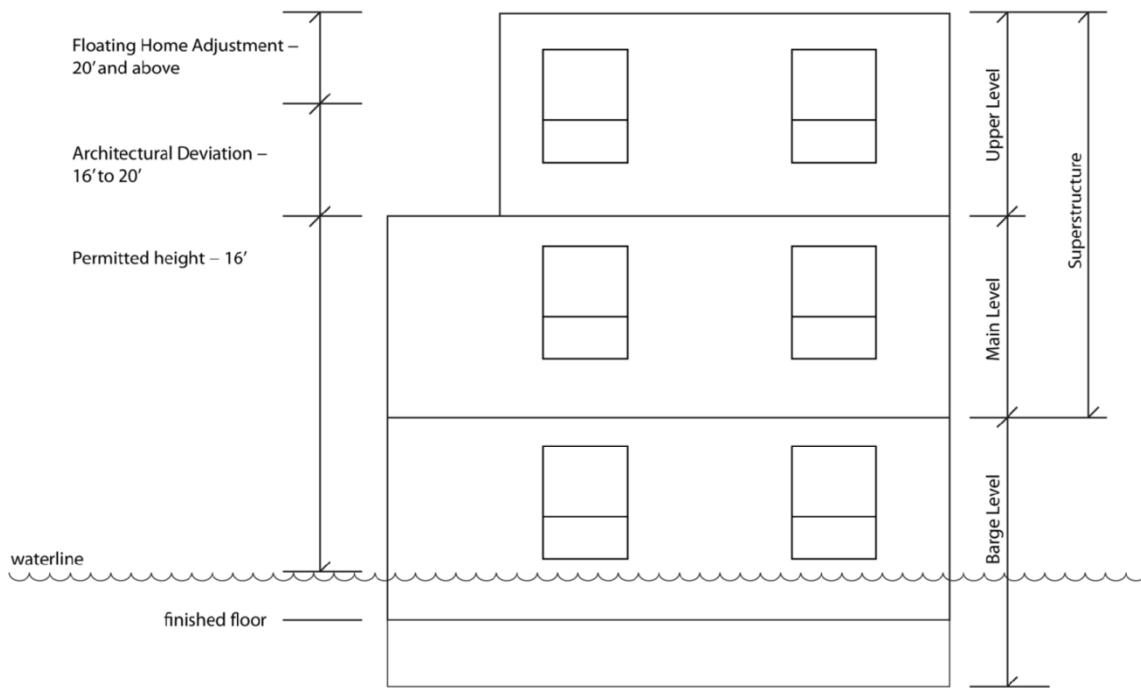 Floating Home Adjustment –
20' and above
Architectural Deviation –
16' to 20'
Permitted height – 16'
waterline
finished floor
Upper Level
Main Level
Barge Level
Superstructure